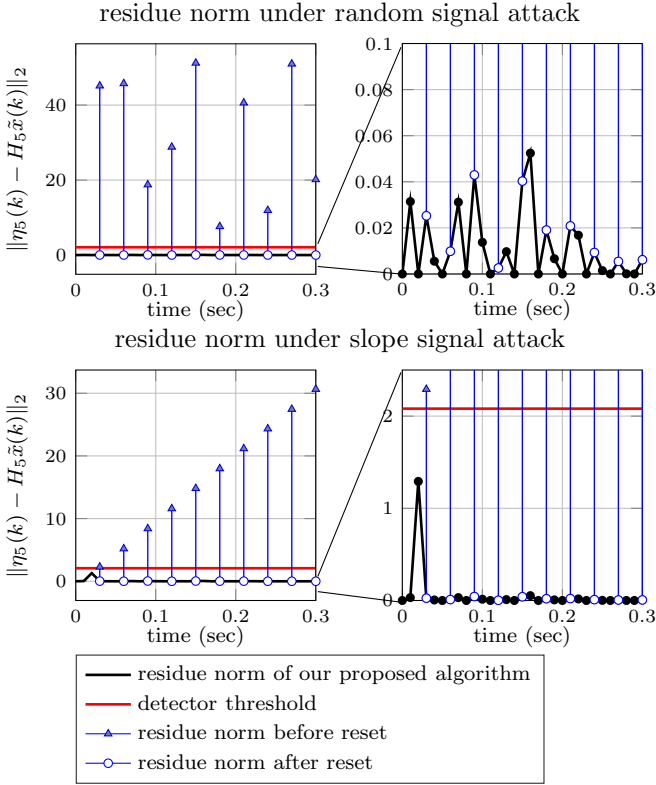 residue norm under random signal attack
‖η₅(k) − H₅x̃(k)‖₂
40
20
0
0 0.1 0.2 0.3
time (sec)
0.1
0.08
0.06
0.04
0.02
0
0 0.1 0.2 0.3
time (sec)
residue norm under slope signal attack
‖η₅(k) − H₅x̃(k)‖₂
30
20
10
0
0 0.1 0.2 0.3
time (sec)
2
1
0
0 0.1 0.2 0.3
time (sec)
residue norm of our proposed algorithm
detector threshold
residue norm before reset
residue norm after reset